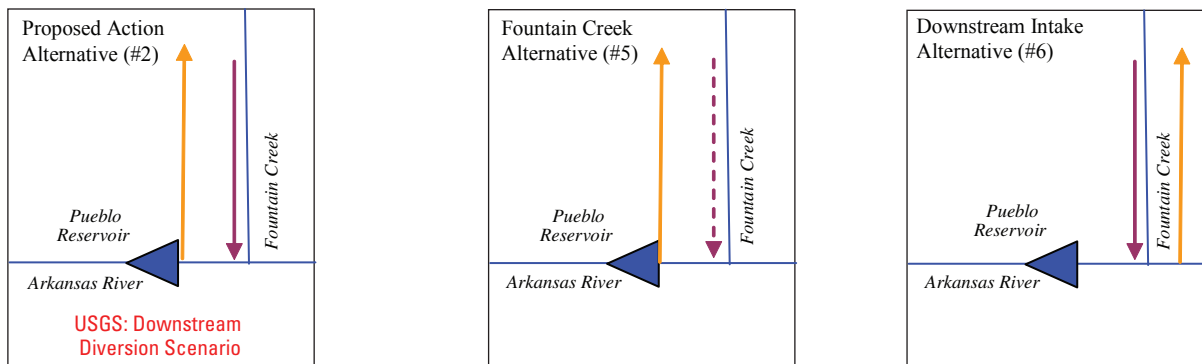 Proposed Action
Alternative (#2)
Fountain Creek
Pueblo
Reservoir
Arkansas River
USGS: Downstream
Diversion Scenario
Fountain Creek
Alternative (#5)
Fountain Creek
Pueblo
Reservoir
Arkansas River
Downstream Intake
Alternative (#6)
Fountain Creek
Pueblo
Reservoir
Arkansas River